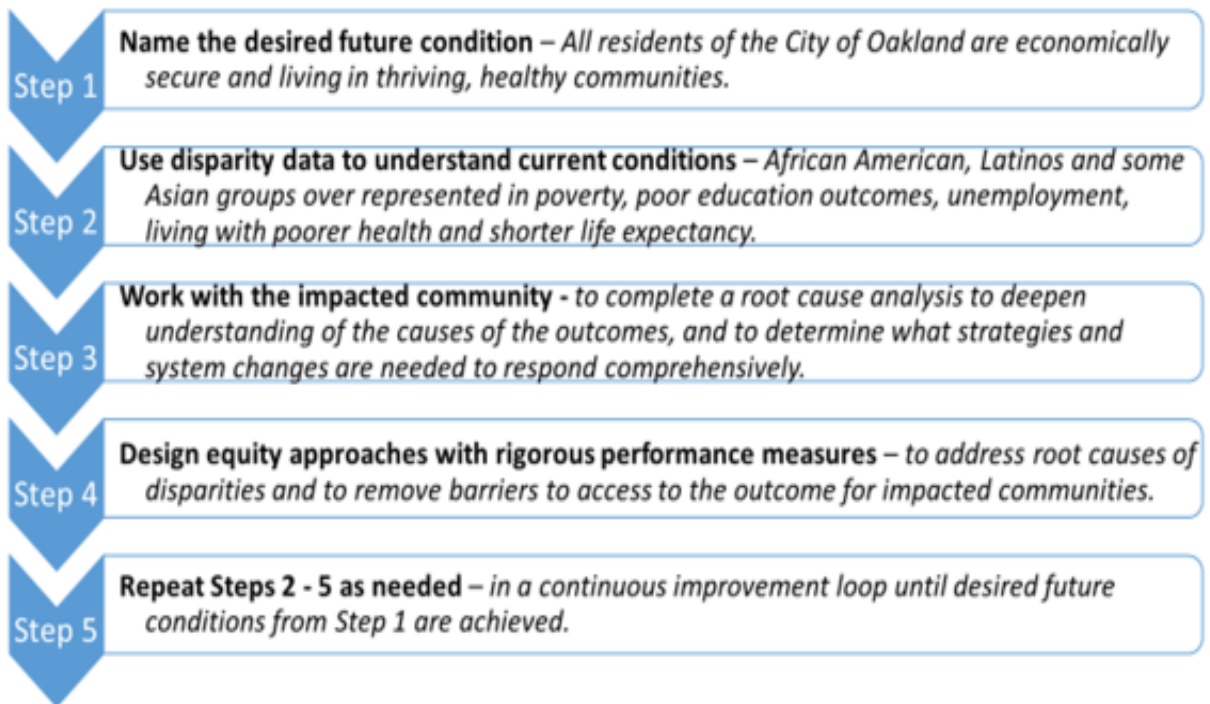 Step 1
Name the desired future condition – All residents of the City of Oakland are economically
secure and living in thriving, healthy communities.
Step 2
Use disparity data to understand current conditions – African American, Latinos and some
Asian groups over represented in poverty, poor education outcomes, unemployment,
living with poorer health and shorter life expectancy.
Step 3
Work with the impacted community - to complete a root cause analysis to deepen
understanding of the causes of the outcomes, and to determine what strategies and
system changes are needed to respond comprehensively.
Step 4
Design equity approaches with rigorous performance measures – to address root causes of
disparities and to remove barriers to access to the outcome for impacted communities.
Step 5
Repeat Steps 2 - 5 as needed – in a continuous improvement loop until desired future
conditions from Step 1 are achieved.